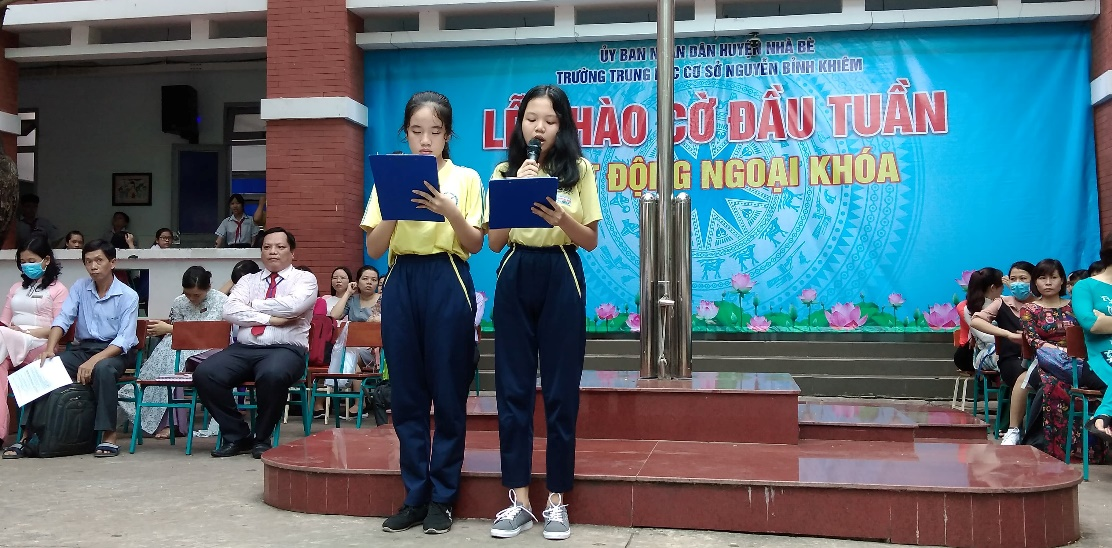 ỦY BAN NHÂN DÂN HUYỆN NHÀ BÈ
TRƯỜNG TRUNG HỌC CƠ SỞ NGUYỄN BỈNH KHIÊM
LỄ CHÀO CỜ ĐẦU TUẦN
ĐỘNG NGOẠI KHÓA